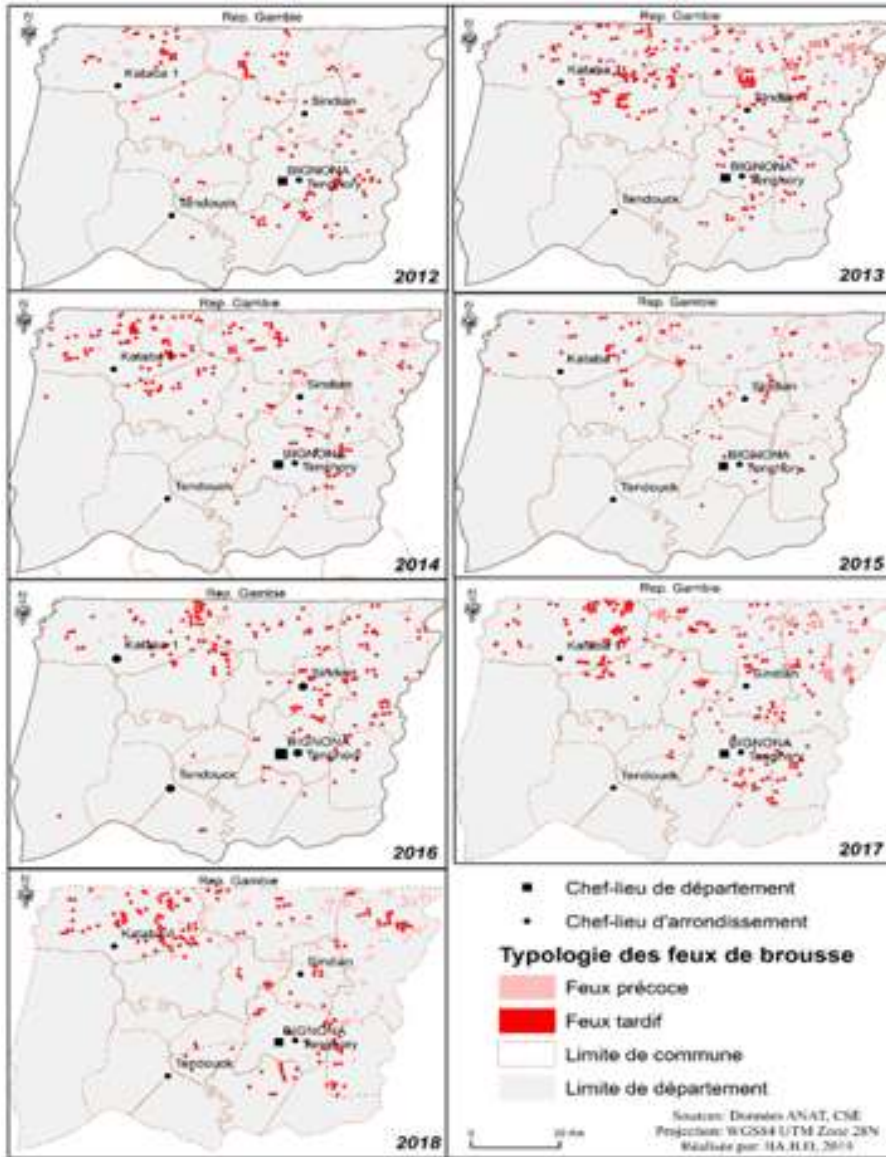 Rep. Gambie
Kataba 1
Sindian
BIGNONA
Tenghory
Tendouck
2012
Rep. Gambie
Kataba 1
Sindian
BIGNONA
Tenghory
Tendouck
2013
Rep. Gambie
Kataba
Sindian
BIGNONA
Tenghory
Tendouck
2014
Rep. Gambie
Kataba
Sindian
BIGNONA
Tenghory
Tendouck
2015
Rep. Gambie
Kataba 1
Sindian
BIGNONA
Tenghory
Tendouck
2016
Rep. Gambie
Kataba
Sindian
BIGNONA
Tenghory
Tendouck
2017
Rep. Gambie
Kataba
Sindian
BIGNONA
Tenghory
Tendouck
2018
Chef-lieu de département
Chef-lieu d'arrondissement
Typologie des feux de brousse
Feux précoce
Feux tardif
Limite de commune
Limite de département
Sources: Données ANAT, CSE
Projection: WGS84 UTM Zone 28N
Réalisée par:
0